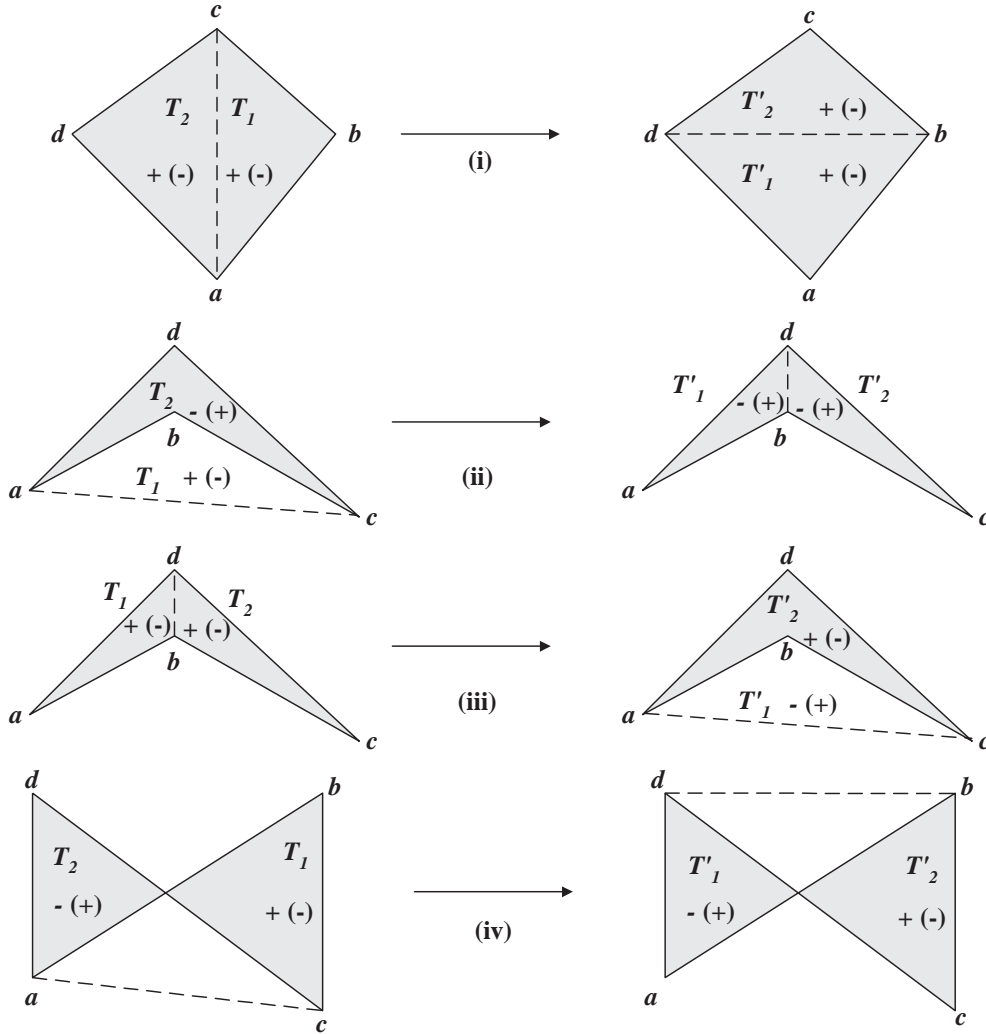 c c
T2 T1 T'2 + (-)
d b d b
+ (-) + (-) (i) T'1 + (-)
a a
d d
T2 - (+) T'1 - (+) - (+) T'2
b b
T1 + (-) (ii)
a c a c
d d
T1 T2 T'2
+ (-) + (-) + (-)
b b
a (iii) a T'1 - (+)
c c
d b d b
T2 T1 T'1 T'2
- (+) + (-) - (+) + (-)
(iv)
a c a c